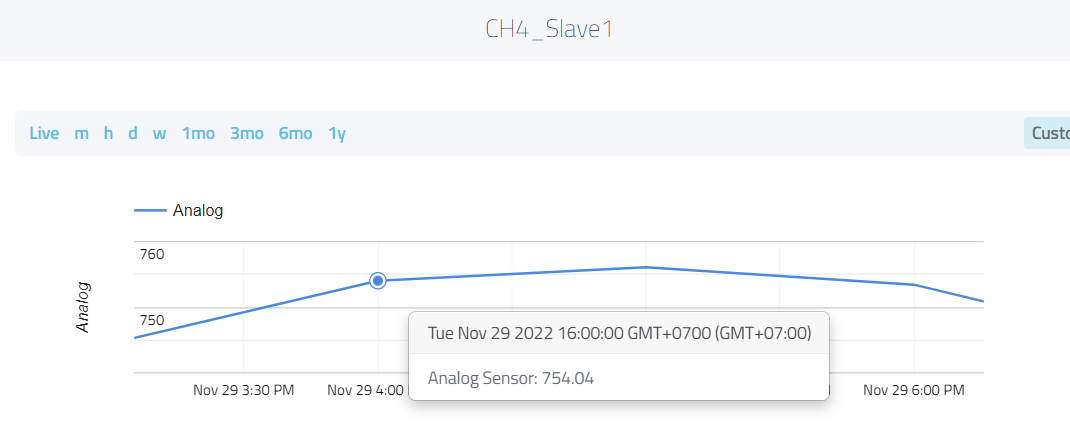 CH4_Slave1
Live m h d w 1mo 3mo 6mo 1y
Analog
760
Analog
750
Tue Nov 29 2022 16:00:00 GMT+0700 (GMT+07:00)
Analog Sensor: 754.04
Nov 29 3:30 PM Nov 29 4:00 Nov 29 6:00 PM